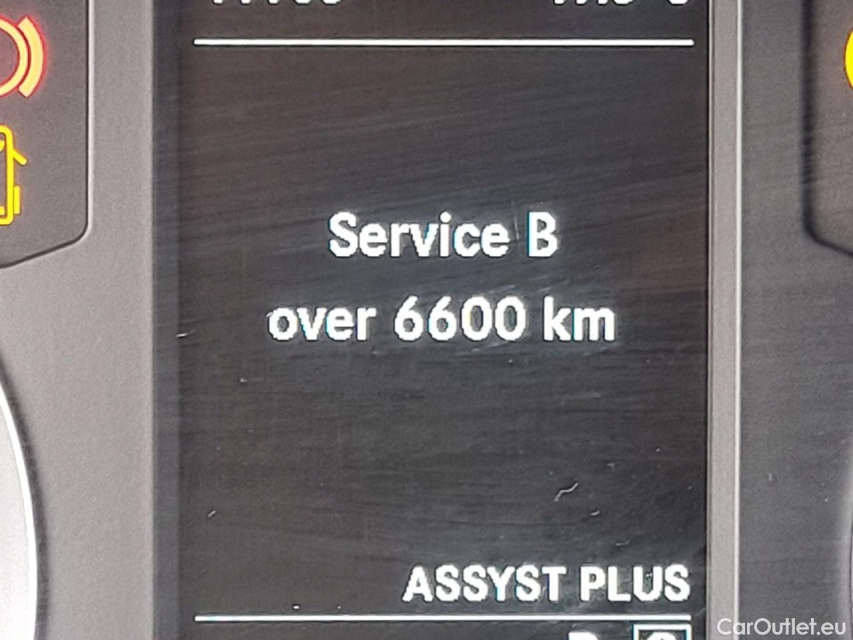 Service B
over 6600 km
ASSYST PLUS
CarOutlet.eu